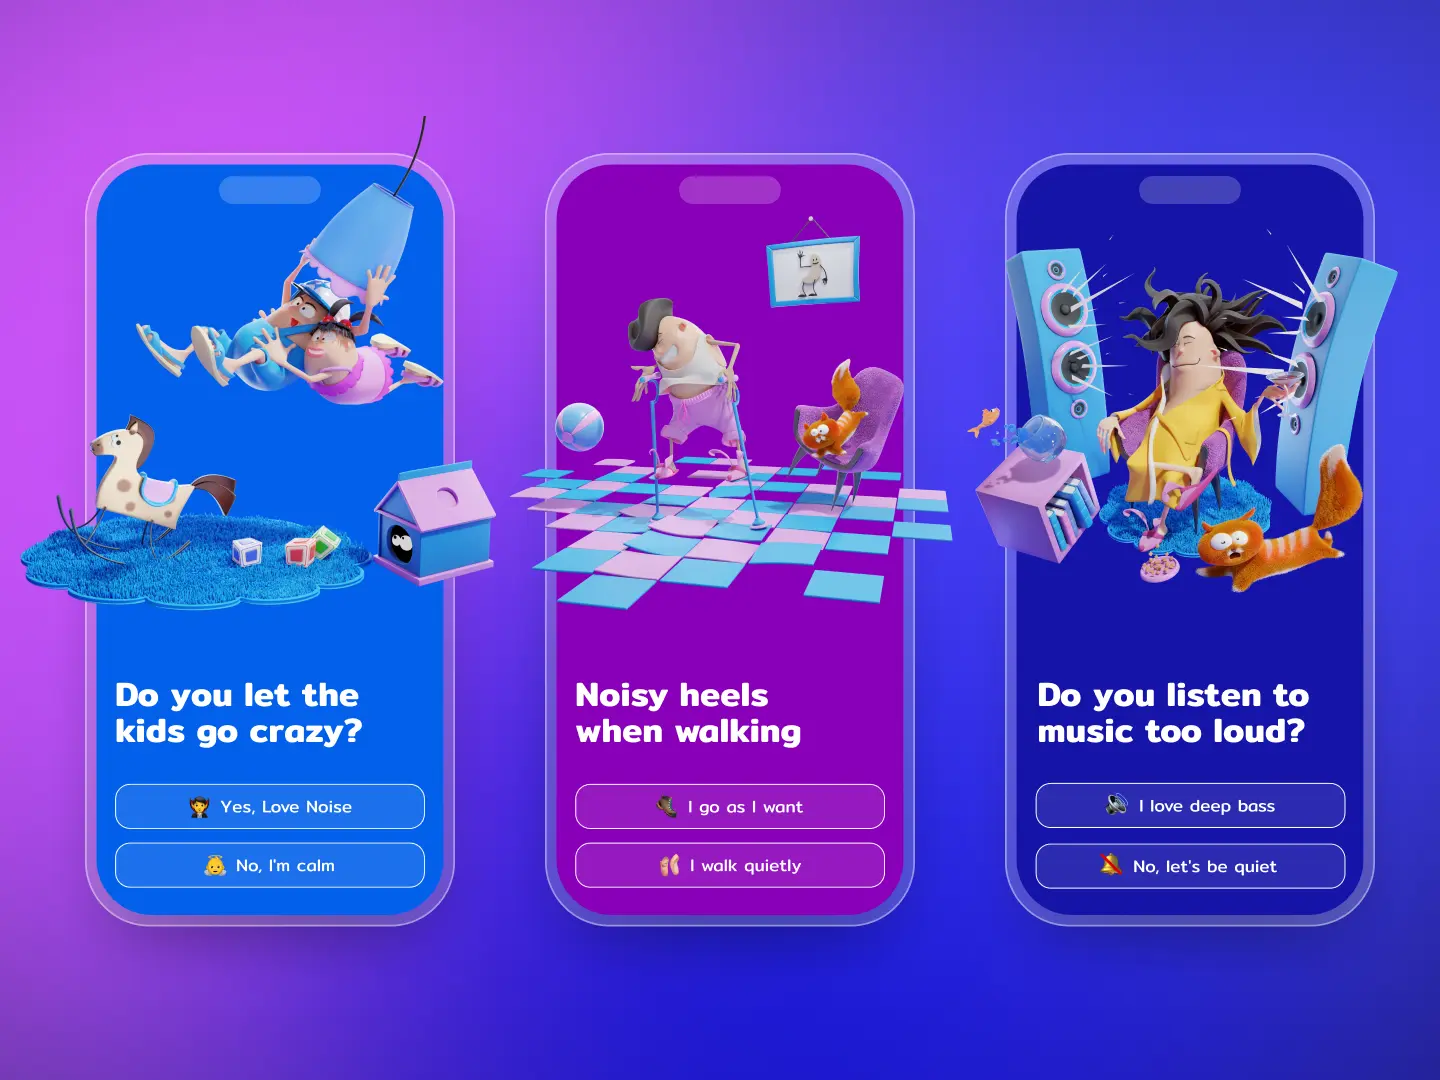 Do you let the
kids go crazy?
Yes, Love Noise
No, I'm calm
Noisy heels
when walking
I go as I want
I walk quietly
Do you listen to
music too loud?
I love deep bass
No, let's be quiet